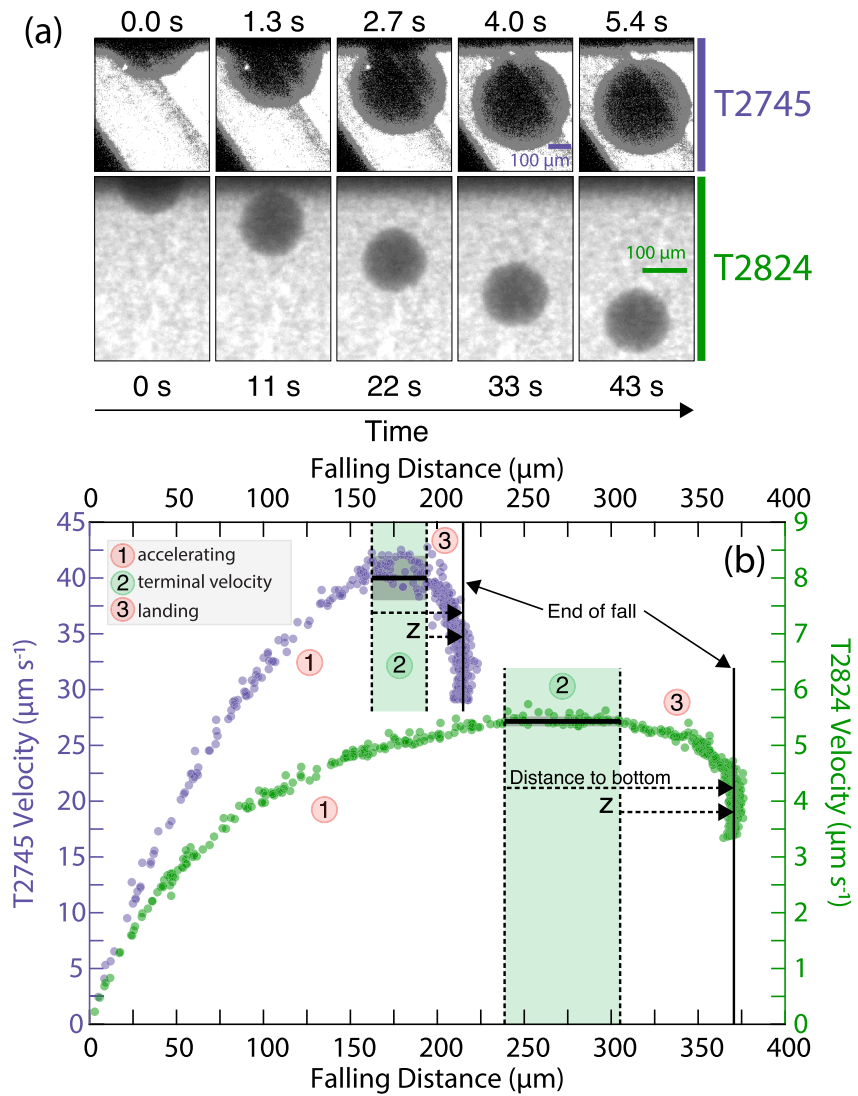 (a)
0.0 s 1.3 s 2.7 s 4.0 s 5.4 s
T2745
100 µm
100 µm
T2824
0 s 11 s 22 s 33 s 43 s
Time
Falling Distance (µm)
0 50 100 150 200 250 300 350 400
45 40 35 30 25 20 15 10 5 0
T2745 Velocity (µm s-1)
9 8 7 6 5 4 3 2 1 0
T2824 Velocity (µm s-1)
1 accelerating
2 terminal velocity
3 landing
3
(b)
End of fall
z
1
2
2
3
Distance to bottom
z
1
0 50 100 150 200 250 300 350 400
Falling Distance (µm)